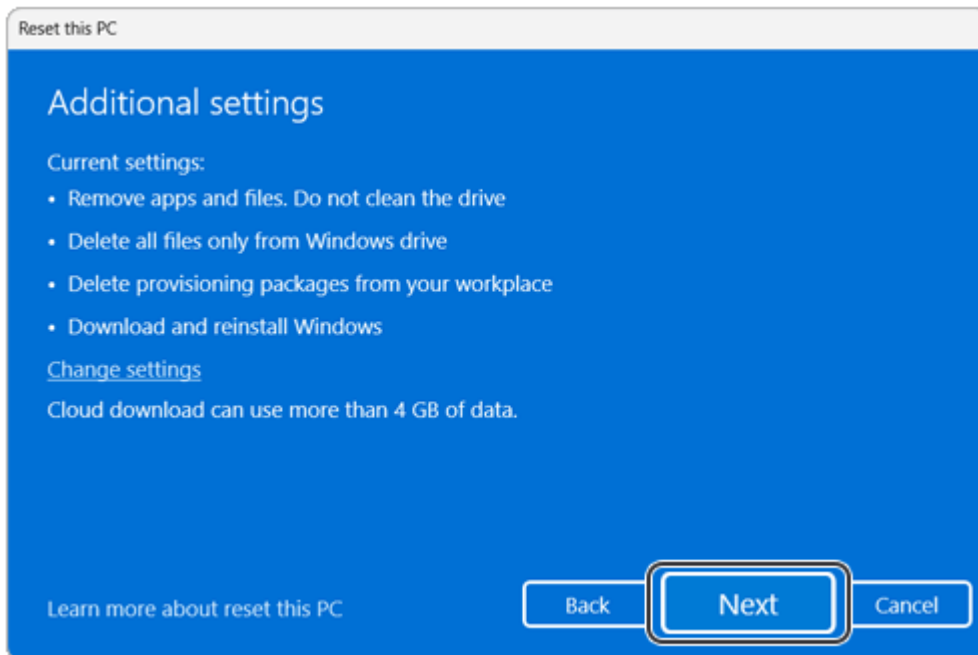 Reset this PC
Additional settings
Current settings:
• Remove apps and files. Do not clean the drive
• Delete all files only from Windows drive
• Delete provisioning packages from your workplace
• Download and reinstall Windows
Change settings
Cloud download can use more than 4 GB of data.
Learn more about reset this PC
Back
Next
Cancel